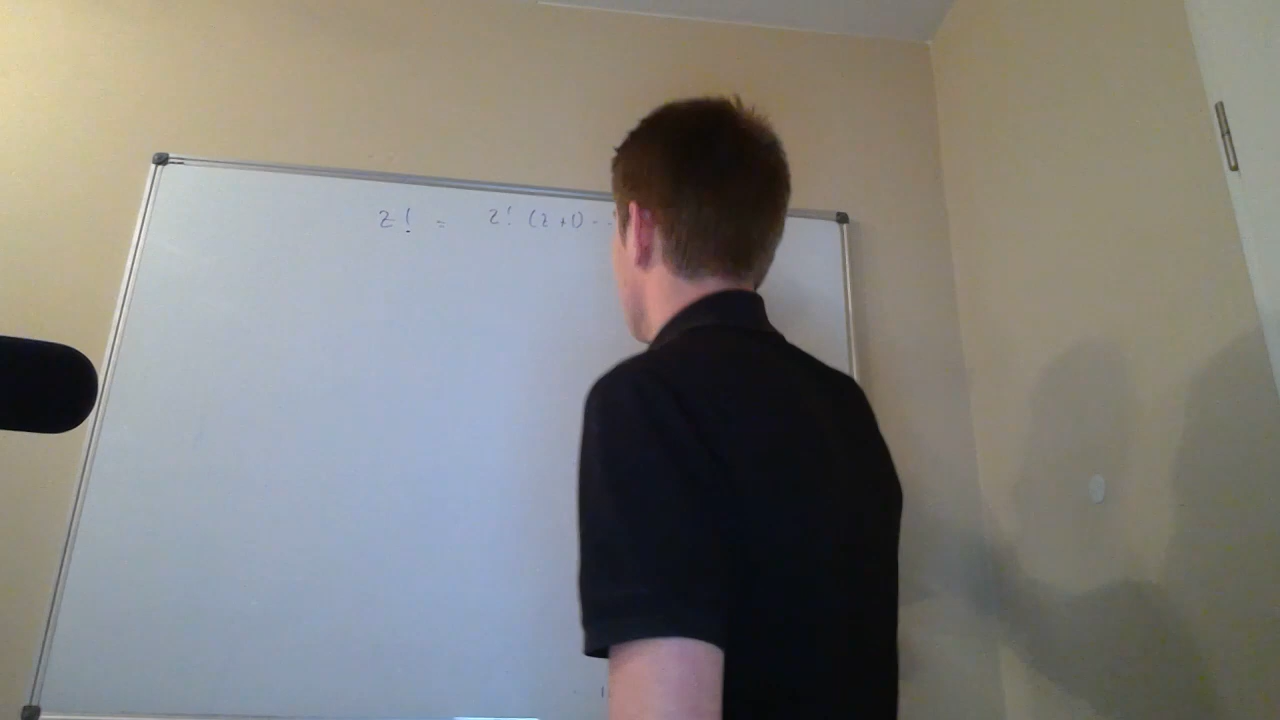 z! = z! (z+1) - -